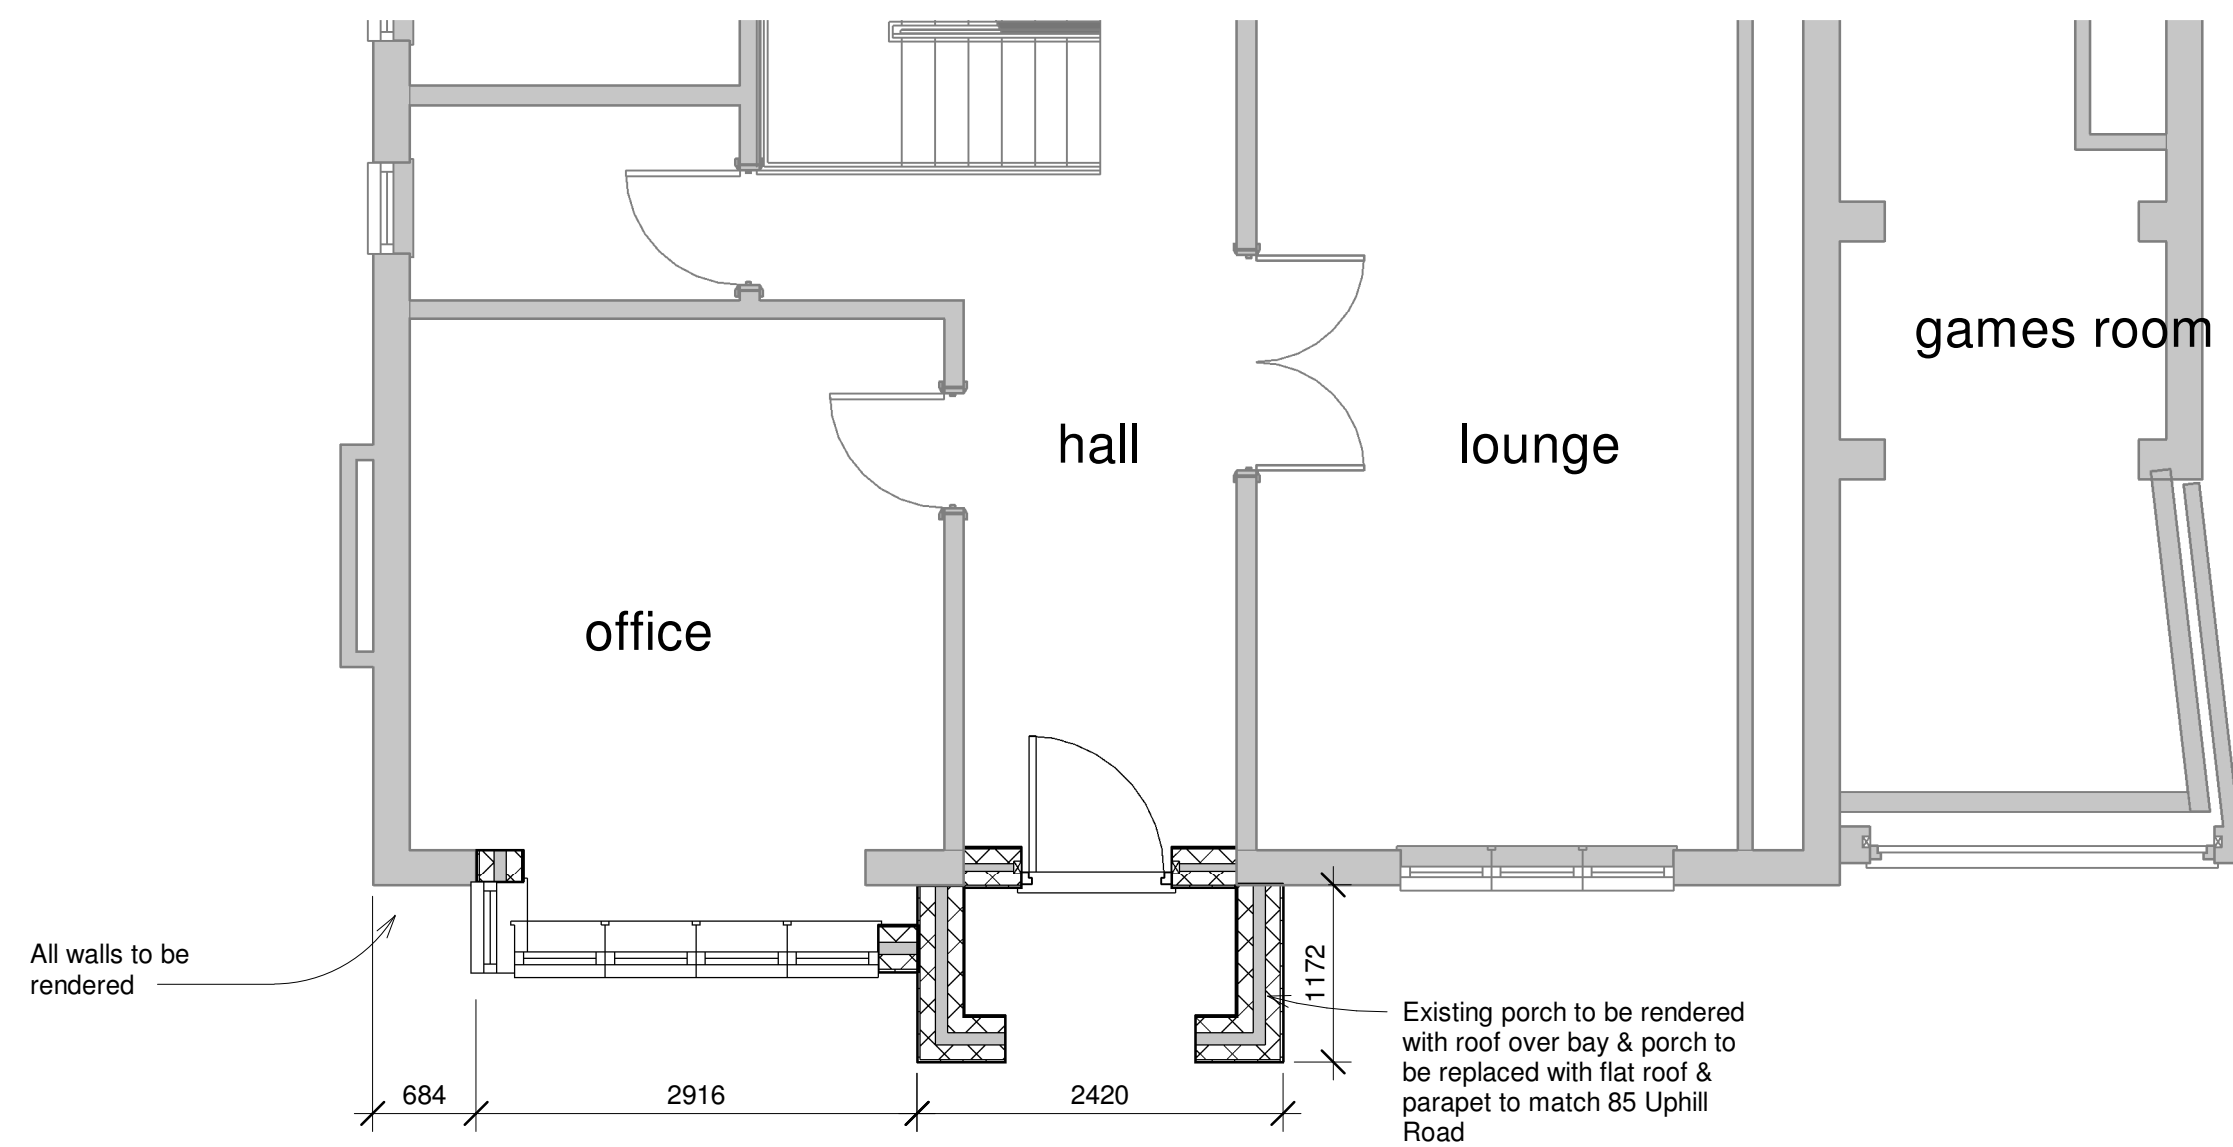 games room
hall
lounge
office
All walls to be
rendered
1172
Existing porch to be rendered
with roof over bay & porch to
be replaced with flat roof &
parapet to match 85 Uphill
Road
684
2916
2420